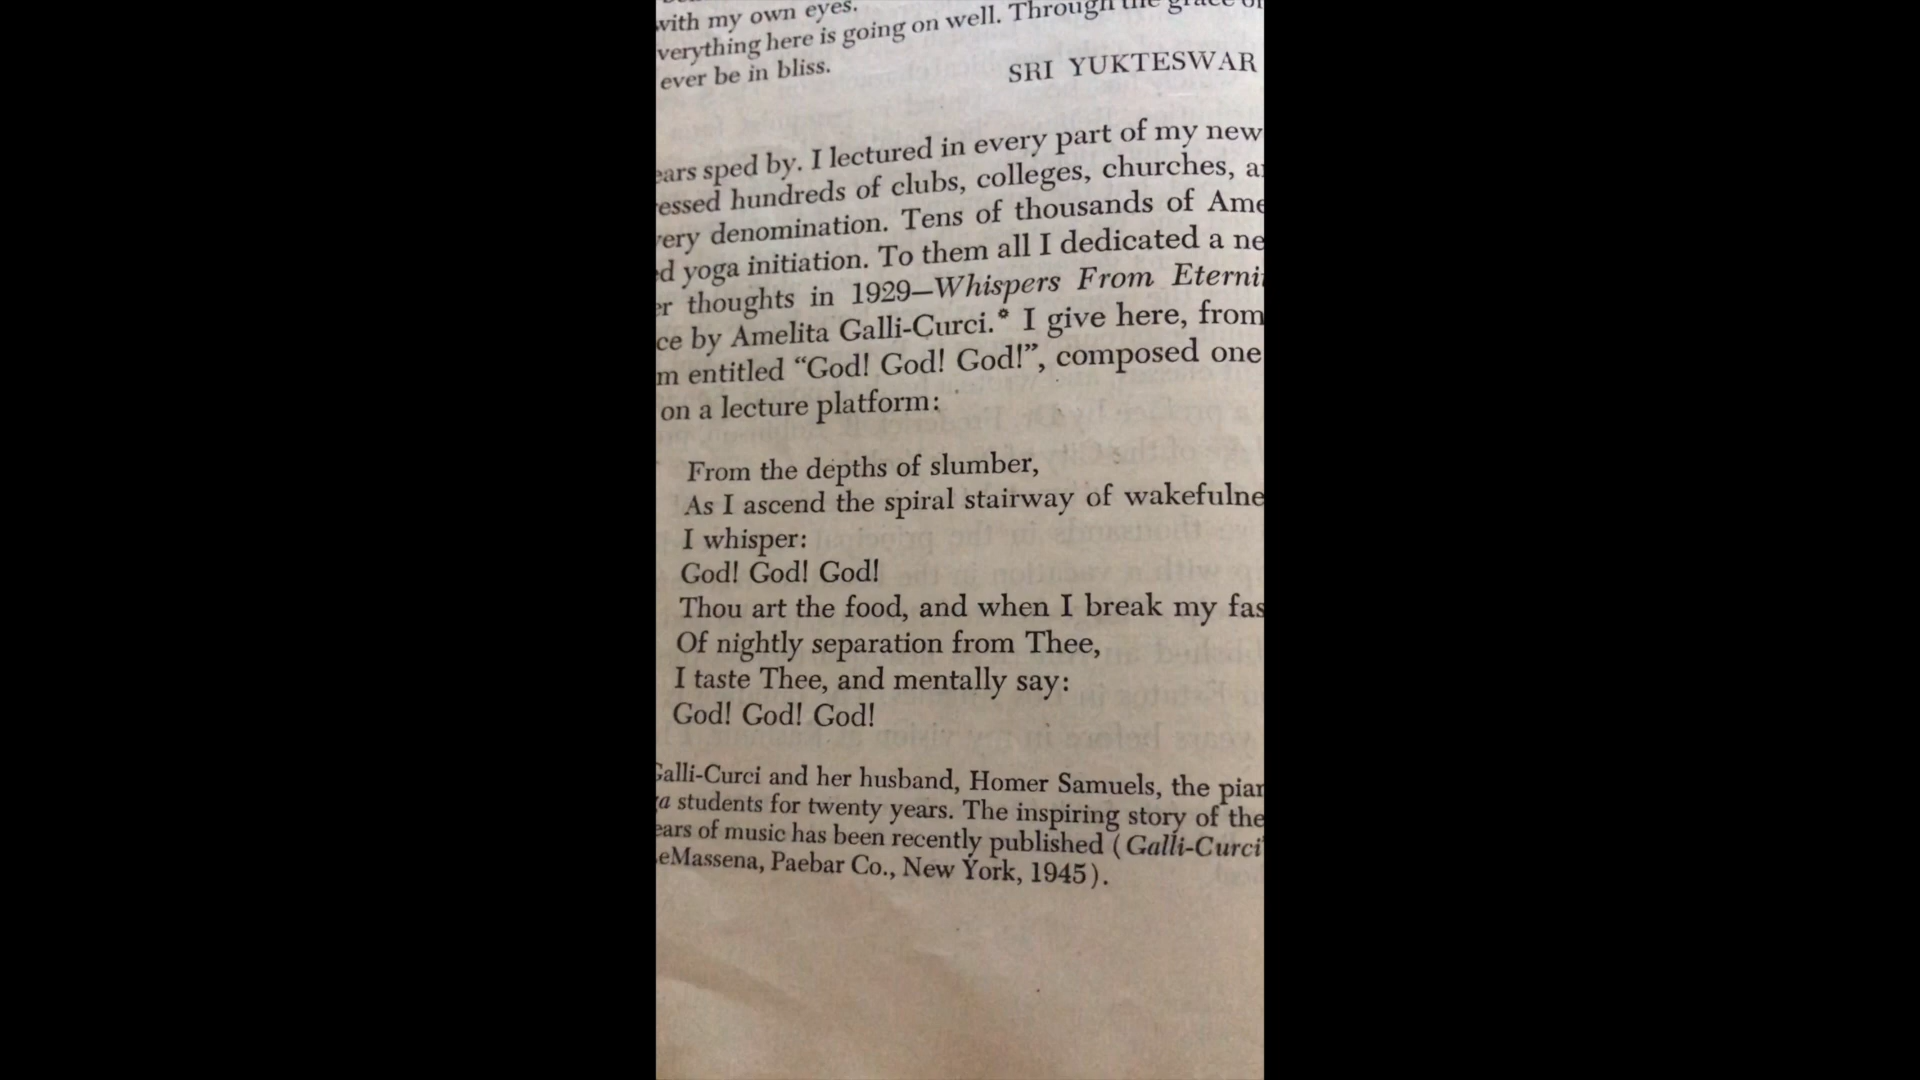 with my own eyes.
verything here is going on well. Through the grace of
ever be in bliss.
SRI YUKTESWAR
ears sped by. I lectured in every part of my new
essed hundreds of clubs, colleges, churches, a
very denomination. Tens of thousands of Ame
d yoga initiation. To them all I dedicated a ne
er thoughts in 1929—Whispers From Eterni
ce by Amelita Galli-Curci.* I give here, from
m entitled “God! God! God!”, composed one
on a lecture platform:
From the depths of slumber,
As I ascend the spiral stairway of wakefulne
I whisper:
God! God! God!
Thou art the food, and when I break my fas
Of nightly separation from Thee,
I taste Thee, and mentally say:
God! God! God!
Galli-Curci and her husband, Homer Samuels, the pian
a students for twenty years. The inspiring story of the
ears of music has been recently published (Galli-Curci'
eMassena, Paebar Co., New York, 1945).